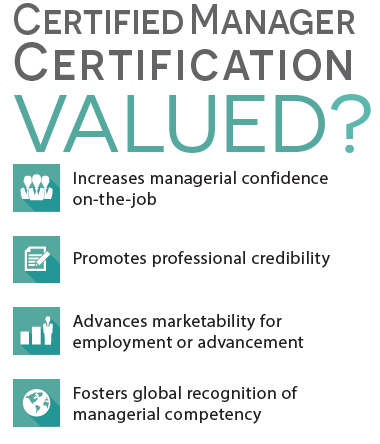 CERTIFIED MANAGER
CERTIFICATION
VALUED?
Increases managerial confidence
on-the-job
Promotes professional credibility
Advances marketability for
employment or advancement
Fosters global recognition of
managerial competency